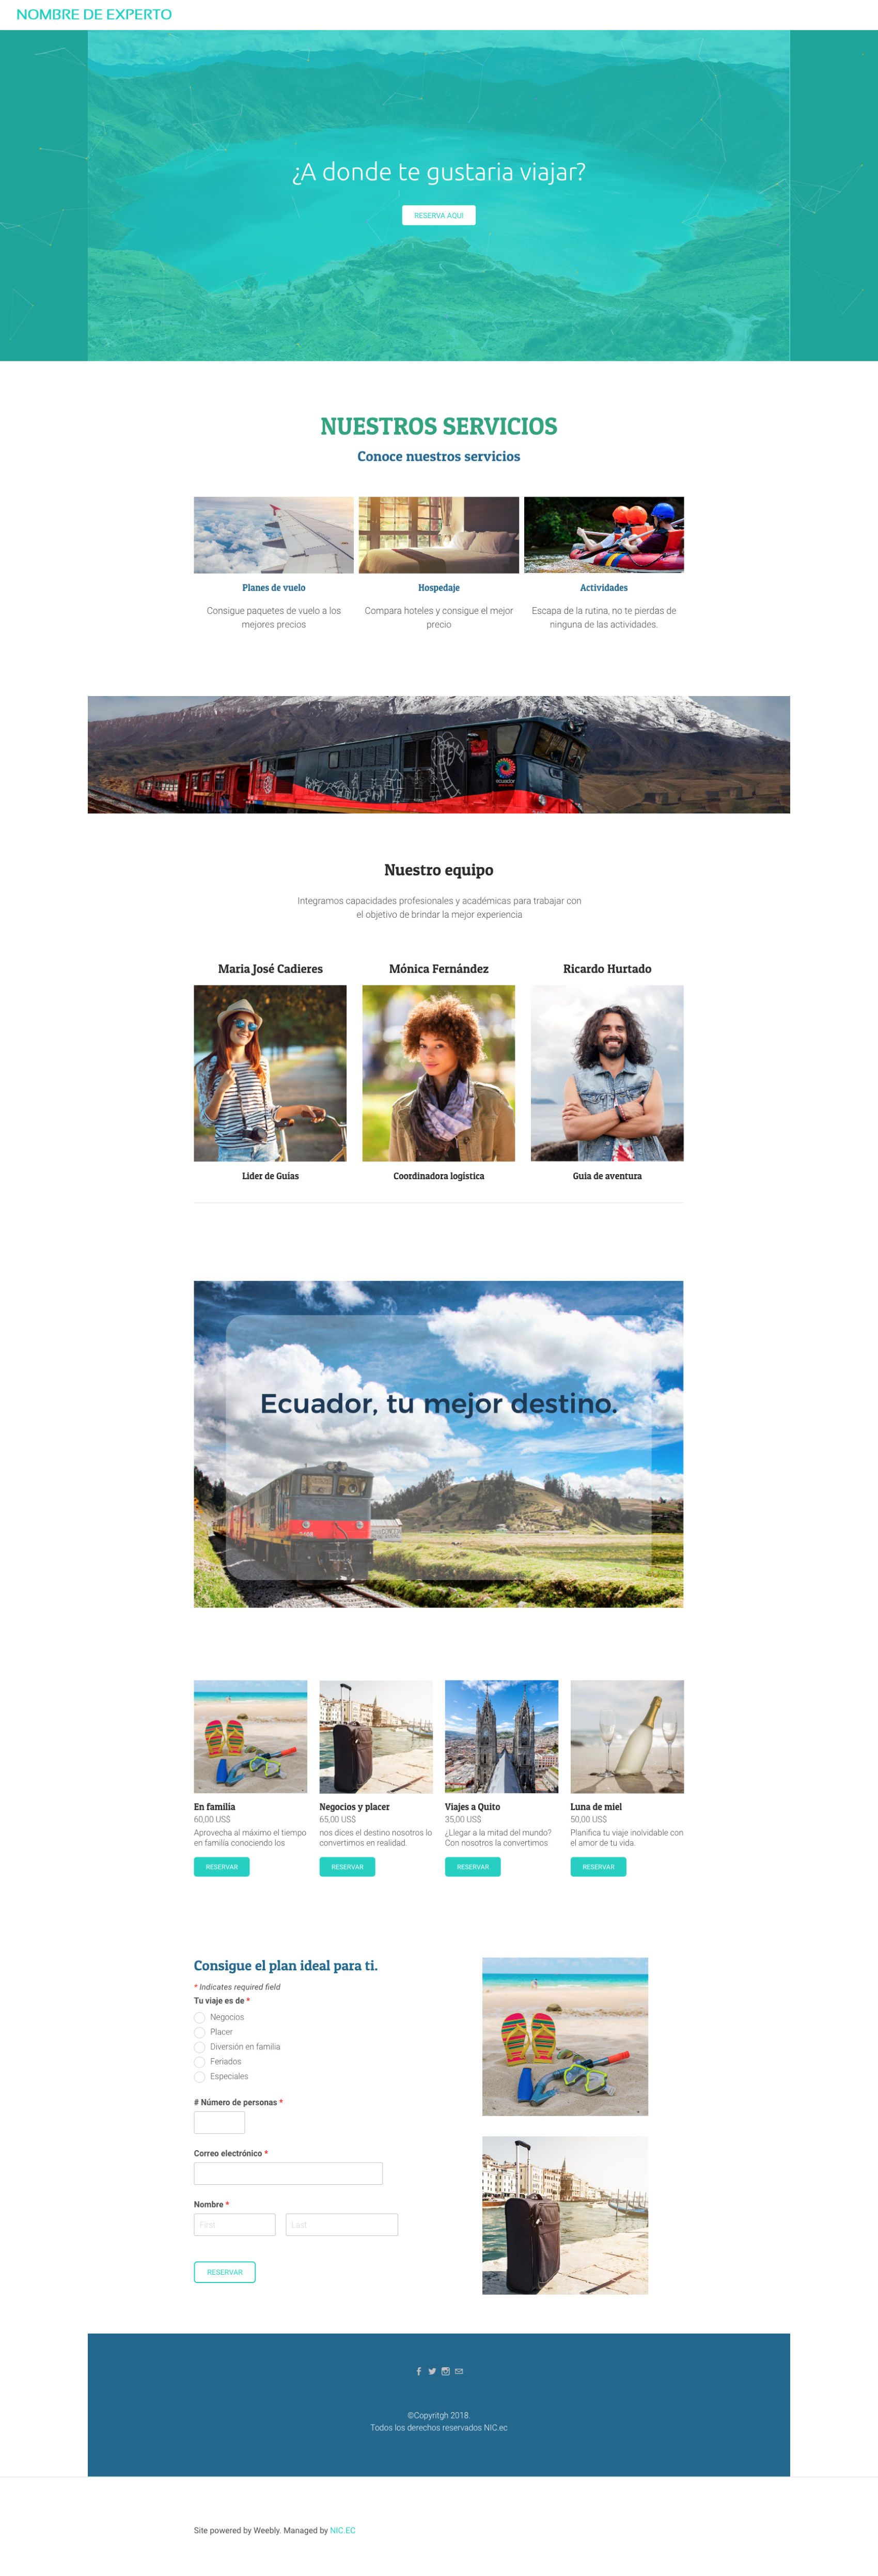 NOMBRE DE EXPERTO
¿A donde te gustaria viajar?
RESERVA AQUI
NUESTROS SERVICIOS
Conoce nuestros servicios
Planes de vuelo
Hospedaje
Actividades
Consigue paquetes de vuelo a los
mejores precios
Compara hoteles y consigue el mejor
precio
Escapa de la rutina, no te pierdas de
ninguna de las actividades.
ecuador
Nuestro equipo
Integramos capacidades profesionales y académicas para trabajar con
el objetivo de brindar la mejor experiencia
Maria José Cadieres
Mónica Fernández
Ricardo Hurtado
Lider de Guias
Coordinadora logística
Guia de aventura
Ecuador, tu mejor destino.
En familia
60,00 US$
Aprovecha al máximo el tiempo
en familia conociendo los
RESERVAR
Negocios y placer
65,00 US$
nos dices el destino nosotros lo
convertimos en realidad.
RESERVAR
Viajes a Quito
35,00 US$
¿Llegar a la mitad del mundo?
Con nosotros la convertimos
RESERVAR
Luna de miel
50,00 US$
Planifica tu viaje inolvidable con
el amor de tu vida.
RESERVAR
Consigue el plan ideal para ti.
* Indicates required field
Tu viaje es de *
Negocios
Placer
Diversión en familia
Feriados
Especiales
# Número de personas *
Correo electrónico *
Nombre *
First
Last
RESERVAR
©Copyritgh 2018.
Todos los derechos reservados NIC.ec
Site powered by Weebly. Managed by NIC.EC